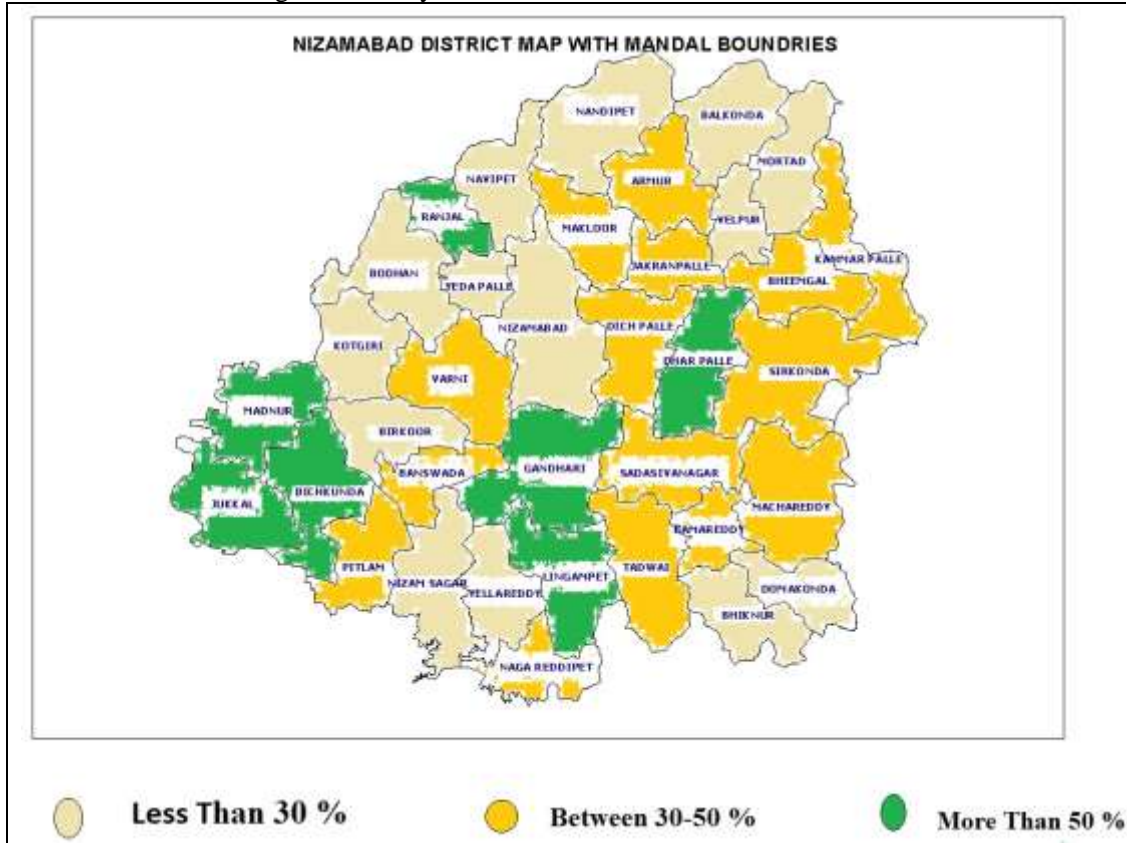 NIZAMABAD DISTRICT MAP WITH MANDAL BOUNDRIES
NANDIPET
BALKONDA
MORTAD
NAVIPET
ARMUR
RANJAL
VELPUR
MAKLOOR
KAMMAR PALLE
JAKRANPALLE
BODHAN
BHEEMGAL
YEDA PALLE
NIZAMABAD
DICH PALLE
KOTGIRI
DHAR PALLE
VARNI
SIRKONDA
MADNUR
BIRKOOR
BANSWADA
GANDHARI
SADASIVANAGAR
BICHKUNDA
JUKKAL
MACHAREDDY
KAMAREDDY
PITLAM
LINGAMPET
TADWAI
NIZAM SAGAR
YELLAREDDY
DOMAKONDA
BHIKNUR
NAGA REDDIPET
Less Than 30 %
Between 30-50 %
More Than 50 %